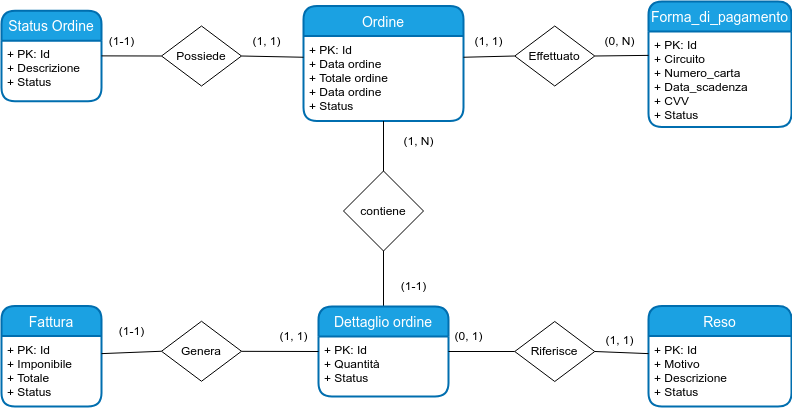 Status Ordine
+ PK: Id
+ Descrizione
+ Status
(1-1)
Possiede
(1, 1)
Ordine
+ PK: Id
+ Data ordine
+ Totale ordine
+ Data ordine
+ Status
(1, 1)
Effettuato
(0, N)
Forma_di_pagamento
+ PK: Id
+ Circuito
+ Numero_carta
+ Data_scadenza
+ CVV
+ Status
(1, N)
contiene
(1-1)
Fattura
+ PK: Id
+ Imponibile
+ Totale
+ Status
(1-1)
Genera
(1, 1)
Dettaglio ordine
+ PK: Id
+ Quantità
+ Status
(0, 1)
Riferisce
(1, 1)
Reso
+ PK: Id
+ Motivo
+ Descrizione
+ Status